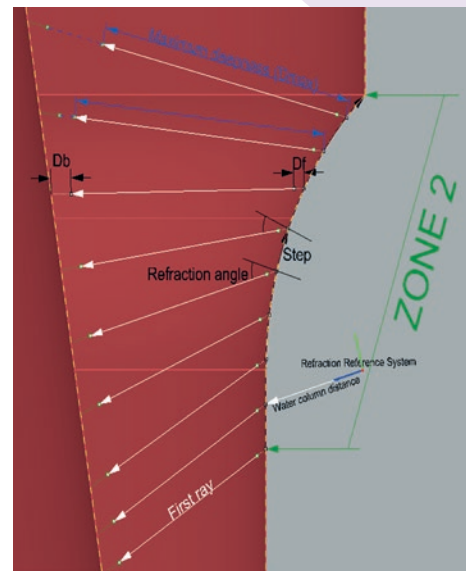 Maximum thickness (Dmax)
Db
Df
Step
Refraction angle
ZONE 2
Refraction Reference System
Water column distance
First ray